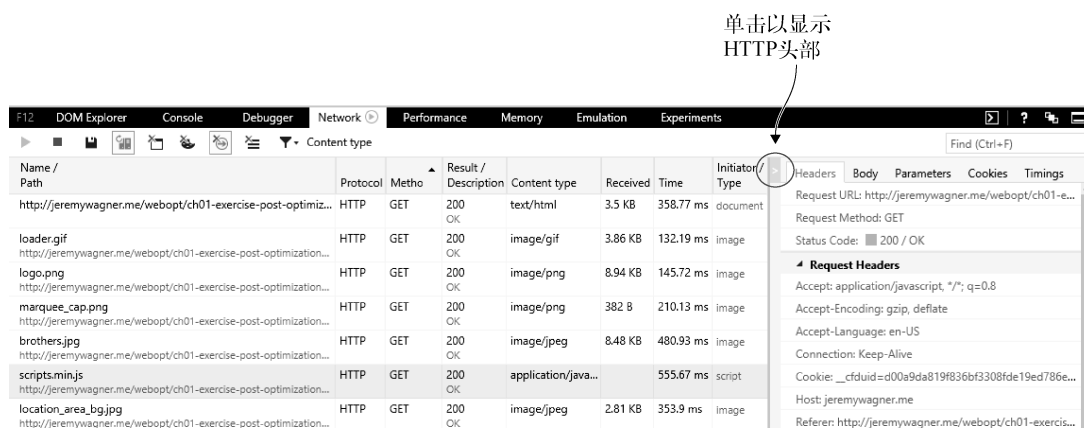 单击以显示
HTTP头部
F12 DOM Explorer Console Debugger Network Performance Memory Emulation Experiments ?
Content type Find (Ctrl+F)
Name / Path Protocol Metho Result / Description Content type Received Time Initiator / Type
http://jeremywagner.me/webopt/ch01-exercise-post-optimiz... HTTP GET 200 OK text/html 3.5 KB 358.77 ms document
loader.gif HTTP GET 200 image/gif 3.86 KB 132.19 ms image
http://jeremywagner.me/webopt/ch01-exercise-post-optimization... OK
logo.png HTTP GET 200 image/png 8.94 KB 145.72 ms image
http://jeremywagner.me/webopt/ch01-exercise-post-optimization... OK
marquee_cap.png HTTP GET 200 image/png 382 B 210.13 ms image
http://jeremywagner.me/webopt/ch01-exercise-post-optimization... OK
brothers.jpg HTTP GET 200 image/jpeg 8.48 KB 480.93 ms image
http://jeremywagner.me/webopt/ch01-exercise-post-optimization... OK
scripts.min.js HTTP GET 200 application/java... 555.67 ms script
http://jeremywagner.me/webopt/ch01-exercise-post-optimization... OK
location_area_bg.jpg HTTP GET 200 image/jpeg 2.81 KB 353.9 ms image
http://jeremywagner.me/webopt/ch01-exercise-post-optimization... OK
Headers Body Parameters Cookies Timings
Request URL: http://jeremywagner.me/webopt/ch01-e...
Request Method: GET
Status Code: 200 / OK
Request Headers
Accept: application/javascript, */*; q=0.8
Accept-Encoding: gzip, deflate
Accept-Language: en-US
Connection: Keep-Alive
Cookie: __cfduid=d00a9da819f836bf3308fde19ed786e...
Host: jeremywagner.me
Referer: http://jeremywagner.me/webopt/ch01-exercis...